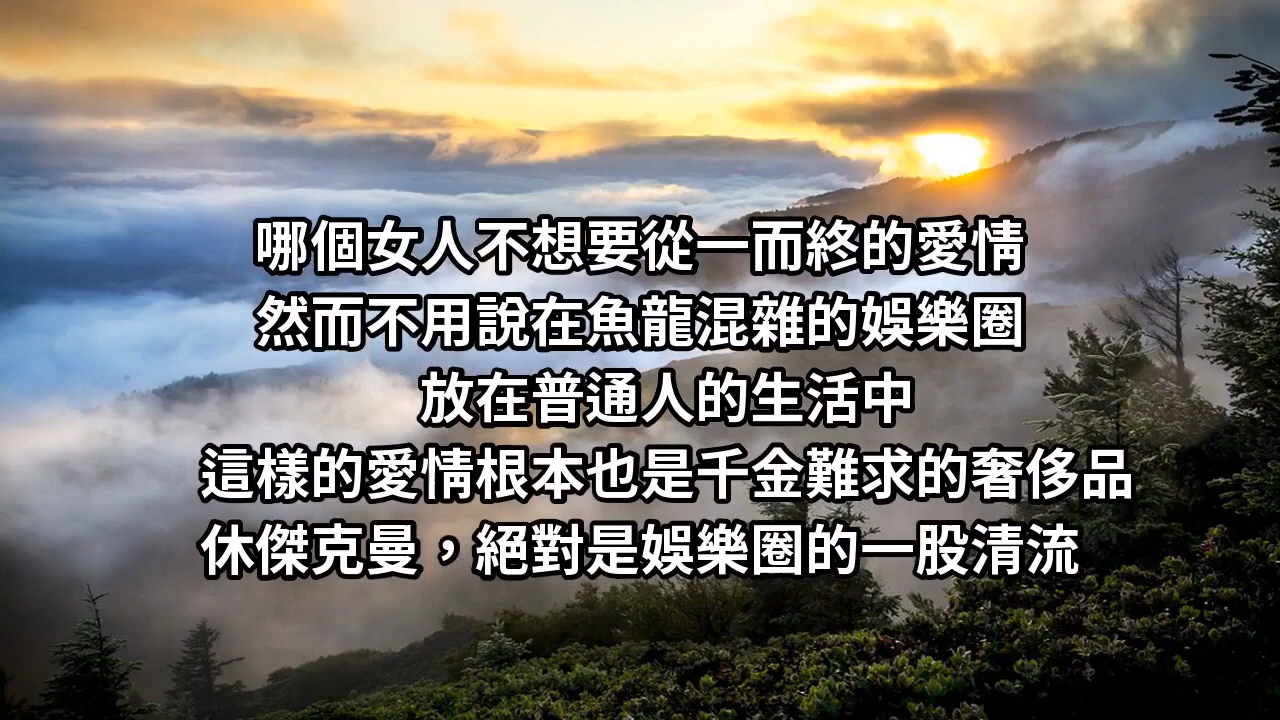 哪個女人不想要從一而終的愛情
然而不用說在魚龍混雜的娛樂圈
放在普通人的生活中
這樣的愛情根本也是千金難求的奢侈品
休傑克曼，絕對是娛樂圈的一股清流